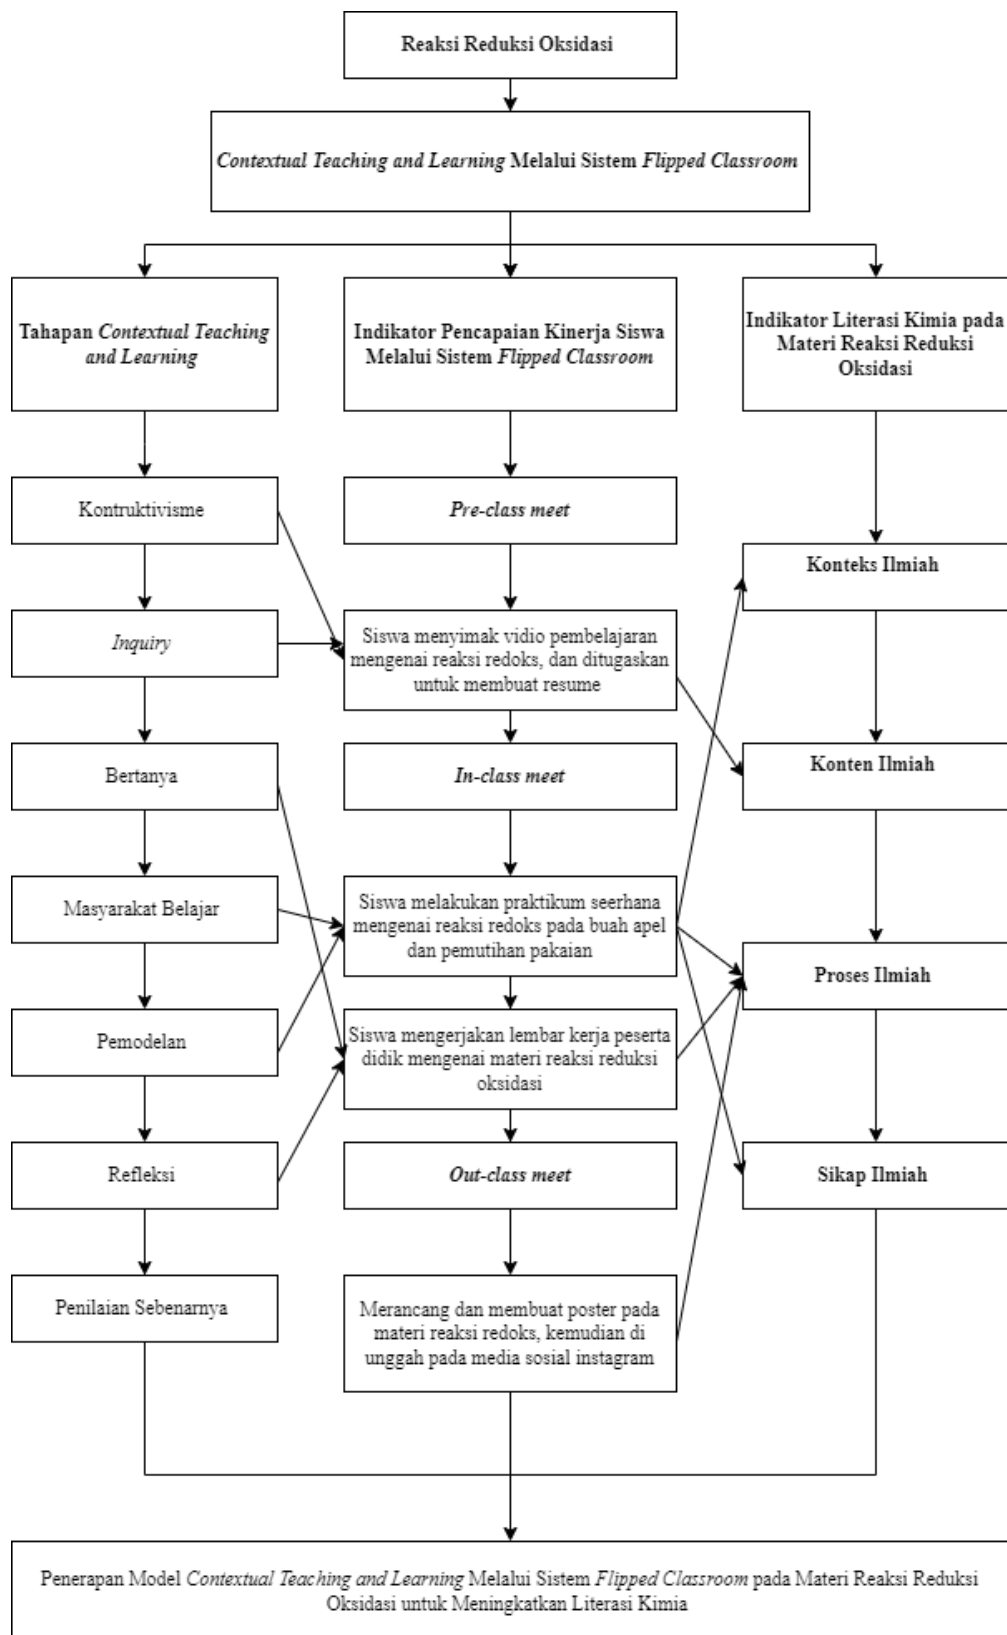 Reaksi Reduksi Oksidasi
Contextual Teaching and Learning Melalui Sistem Flipped Classroom
Tahapan Contextual Teaching
and Learning
Indikator Pencapaian Kinerja Siswa
Melalui Sistem Flipped Classroom
Indikator Literasi Kimia pada
Materi Reaksi Reduksi
Oksidasi
Kontruktivisme
Pre-class meet
Konteks Ilmiah
Inquiry
Siswa menyimak vidio pembelajaran
mengenai reaksi redoks, dan ditugaskan
untuk membuat resume
Bertanya
In-class meet
Konten Ilmiah
Masyarakat Belajar
Siswa melakukan praktikum seerhana
mengenai reaksi redoks pada buah apel
dan pemutihan pakaian
Proses Ilmiah
Pemodelan
Siswa mengerjakan lembar kerja peserta
didik mengenai materi reaksi reduksi
oksidasi
Refleksi
Out-class meet
Sikap Ilmiah
Penilaian Sebenarnya
Merancang dan membuat poster pada
materi reaksi redoks, kemudian di
unggah pada media sosial instagram
Penerapan Model Contextual Teaching and Learning Melalui Sistem Flipped Classroom pada Materi Reaksi Reduksi
Oksidasi untuk Meningkatkan Literasi Kimia